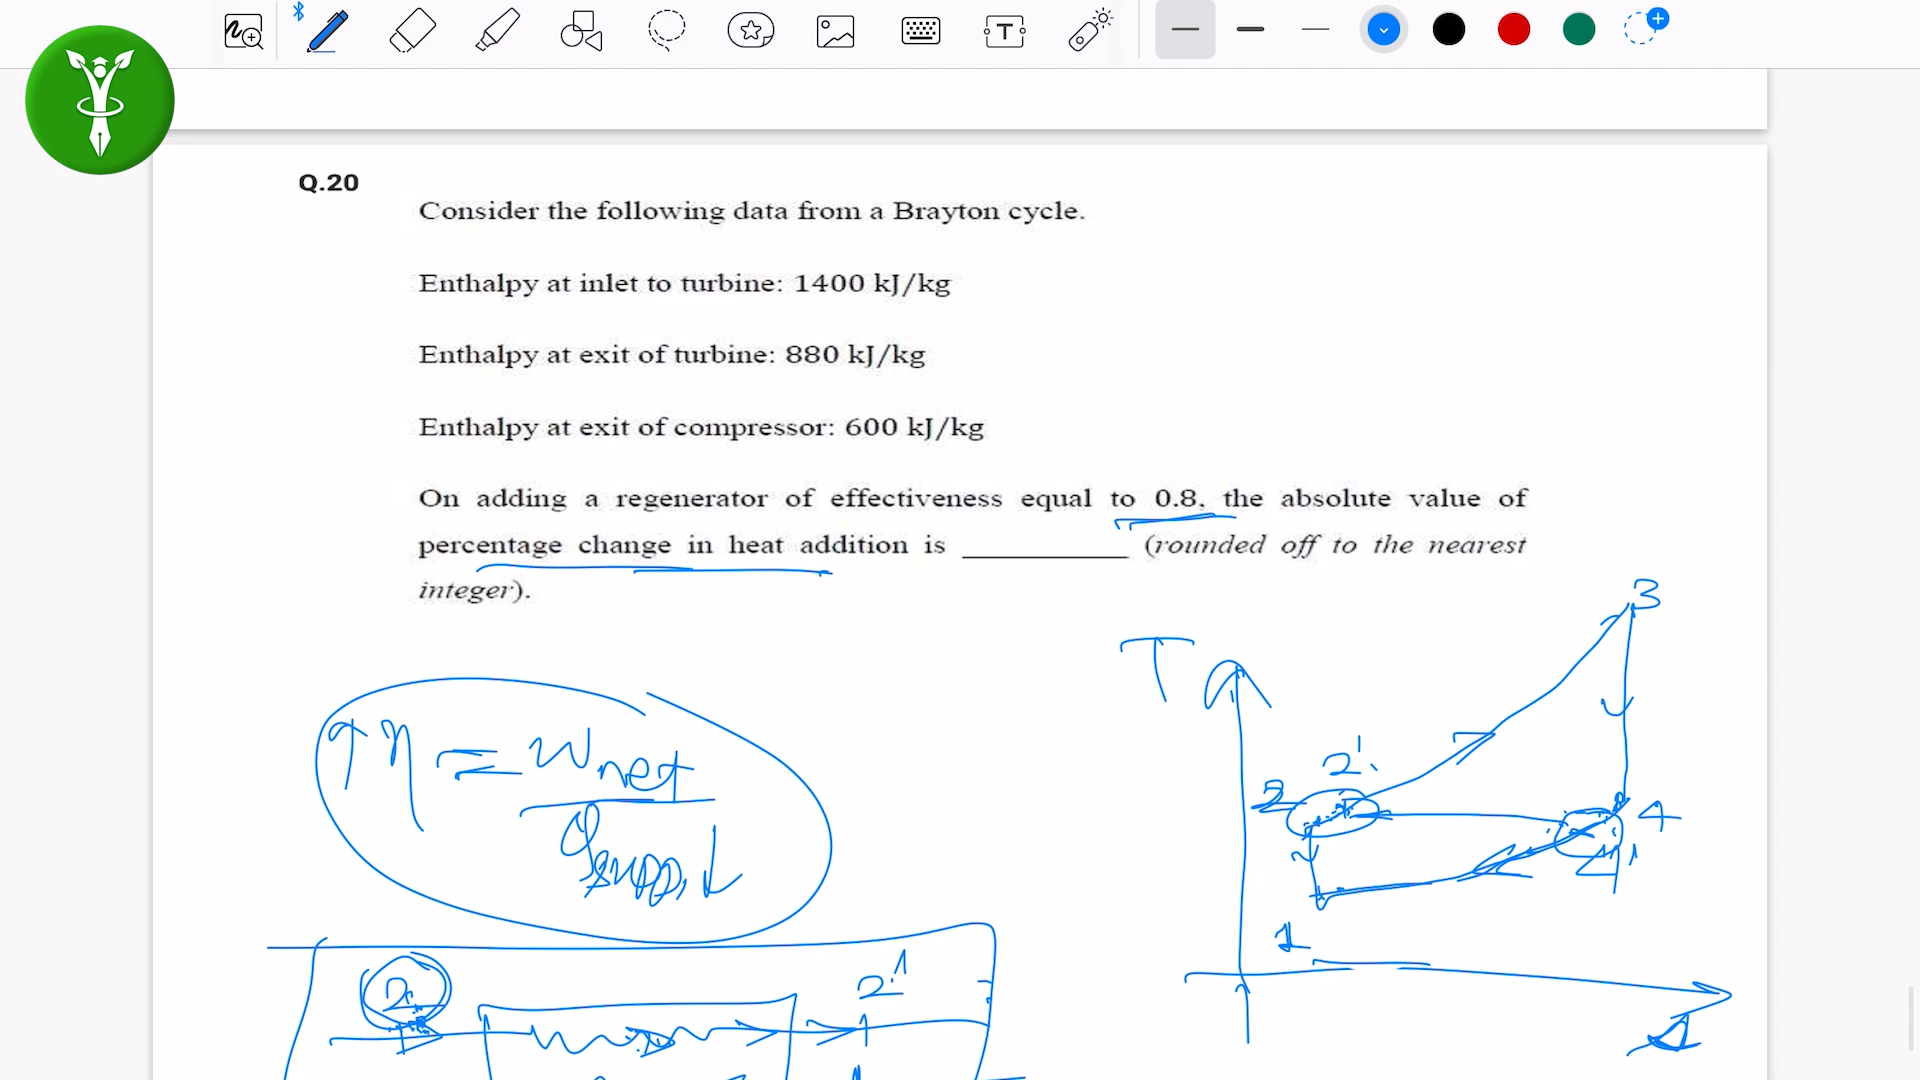 Q.20
Consider the following data from a Brayton cycle.
Enthalpy at inlet to turbine: 1400 kJ/kg
Enthalpy at exit of turbine: 880 kJ/kg
Enthalpy at exit of compressor: 600 kJ/kg
On adding a regenerator of effectiveness equal to 0.8, the absolute value of
percentage change in heat addition is __________ (rounded off to the nearest
integer).
3
T
↑η = wnet
qsupp. ↓
2'
2
4
4'
1
2
2'